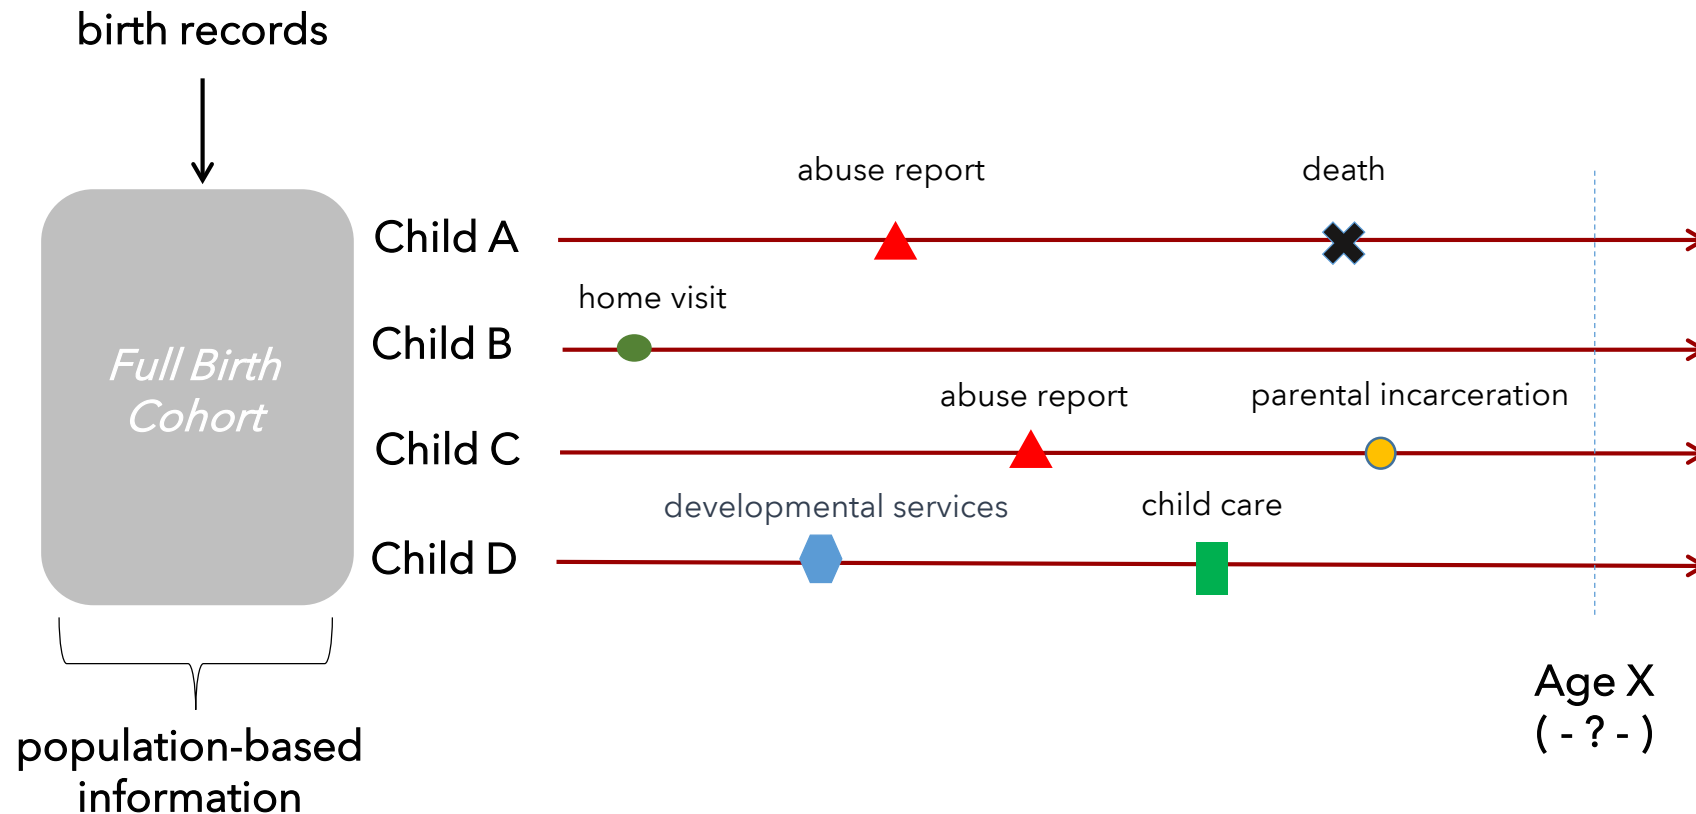 birth records
Full Birth
Cohort
population-based
information
abuse report
death
Child A
home visit
Child B
abuse report
parental incarceration
Child C
developmental services
child care
Child D
Age X
( - ? - )